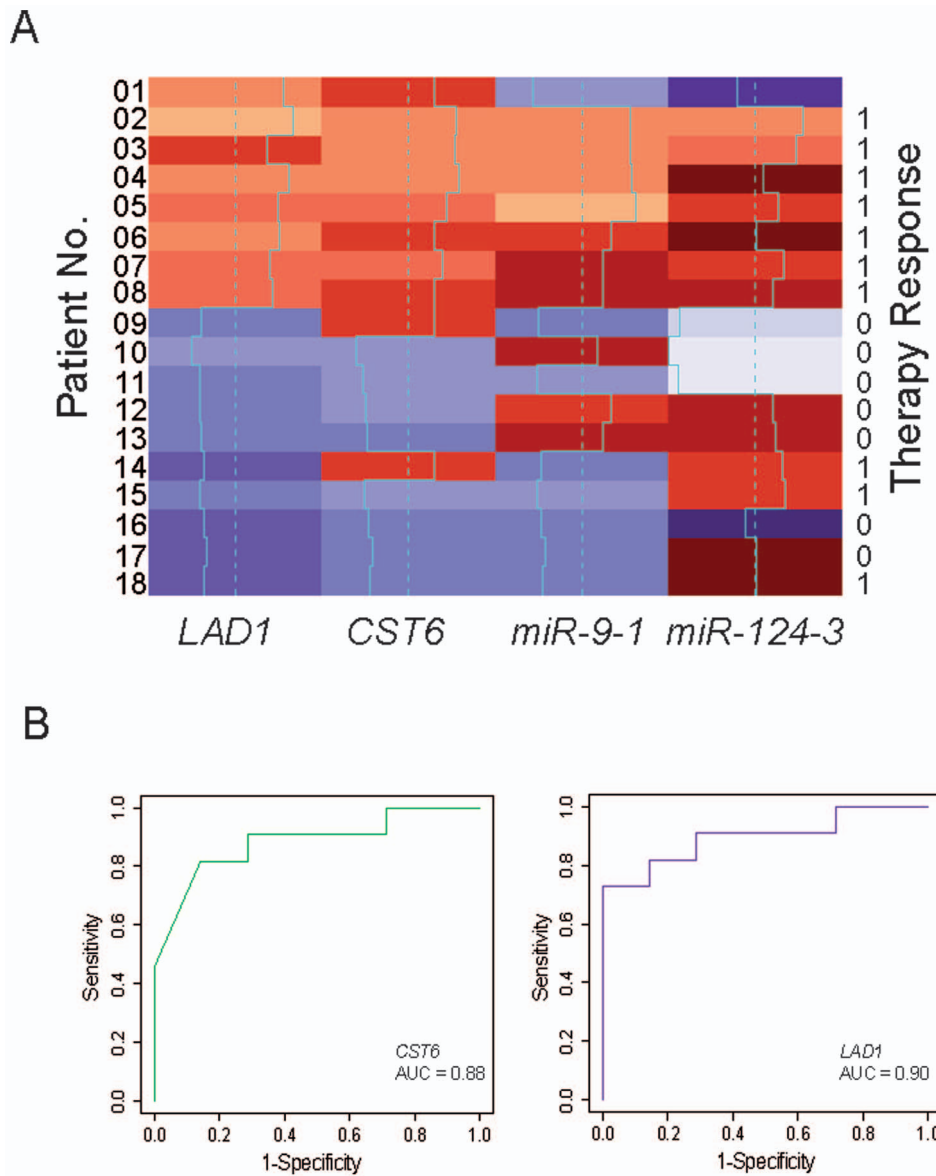 A
Patient No.
01
02 1
03 1
04 1
05 1
06 1
07 1
08 1
09 0
10 0
11 0
12 0
13 0
14 1
15 1
16 0
17 0
18 1
Therapy Response
LAD1 CST6 miR-9-1 miR-124-3
B
Sensitivity
1.0
0.8
0.6
0.4
0.2
0.0
CST6
AUC = 0.88
0.0 0.2 0.4 0.6 0.8 1.0
1-Specificity
Sensitivity
1.0
0.8
0.6
0.4
0.2
0.0
LAD1
AUC = 0.90
0.0 0.2 0.4 0.6 0.8 1.0
1-Specificity